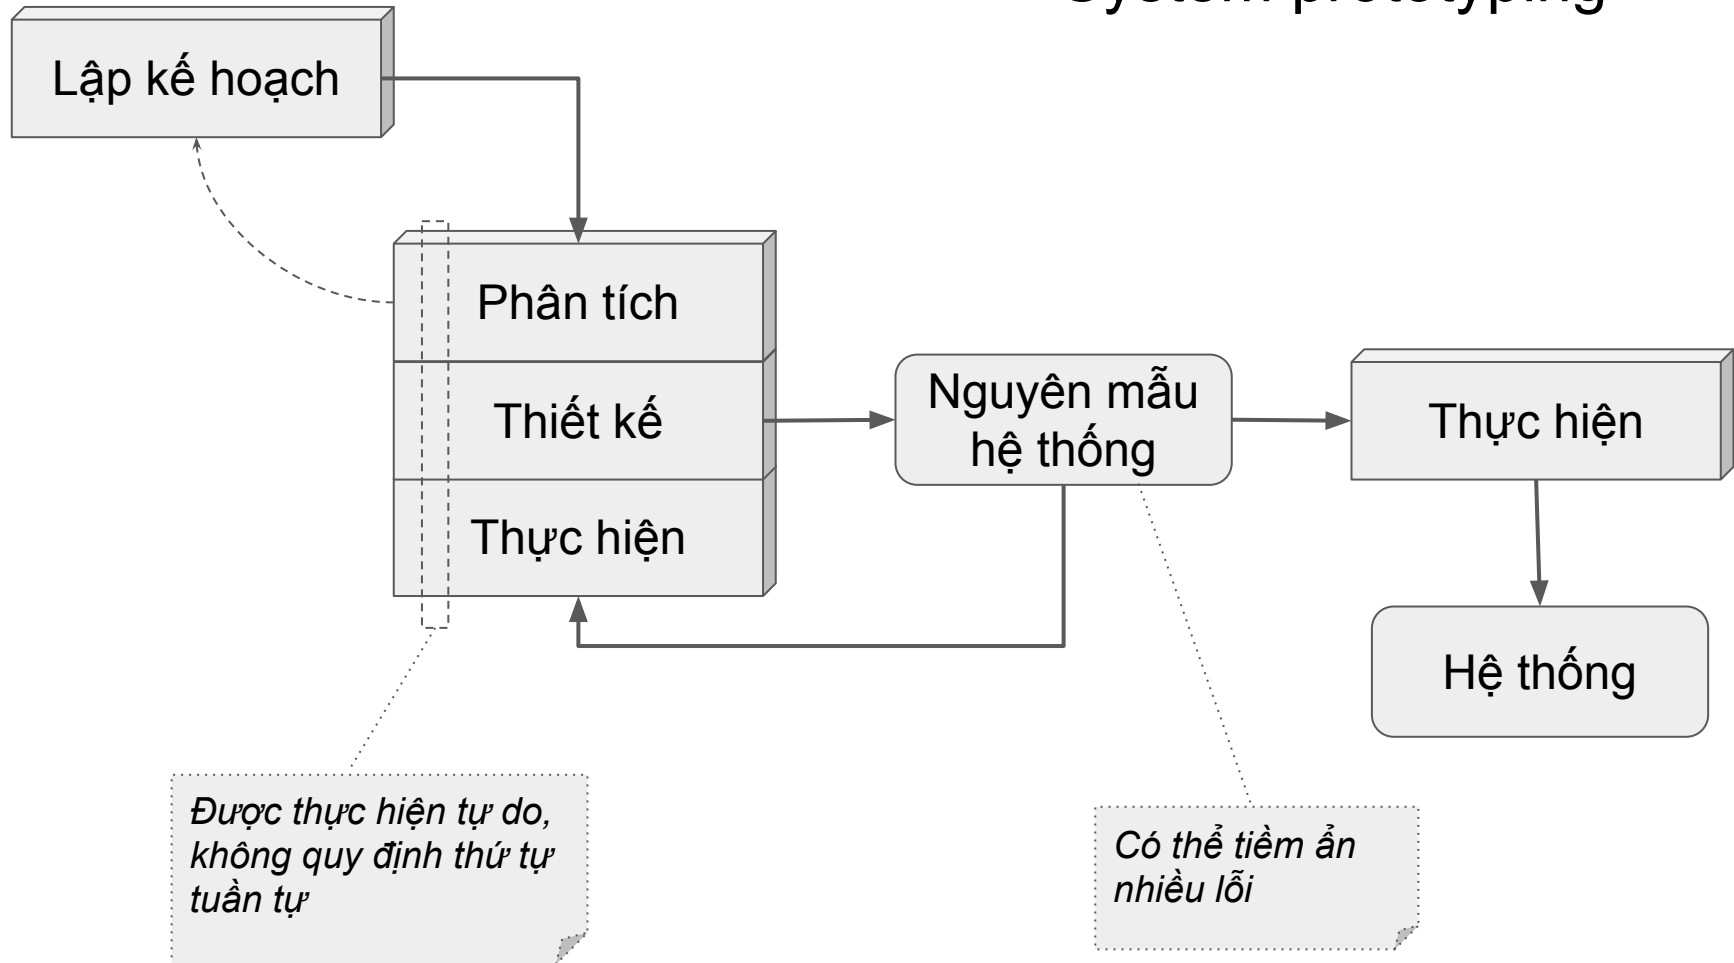 System prototyping
Lập kế hoạch
Phân tích
Thiết kế
Thực hiện
Nguyên mẫu
hệ thống
Thực hiện
Hệ thống
Được thực hiện tự do,
không quy định thứ tự
tuần tự
Có thể tiềm ẩn
nhiều lỗi